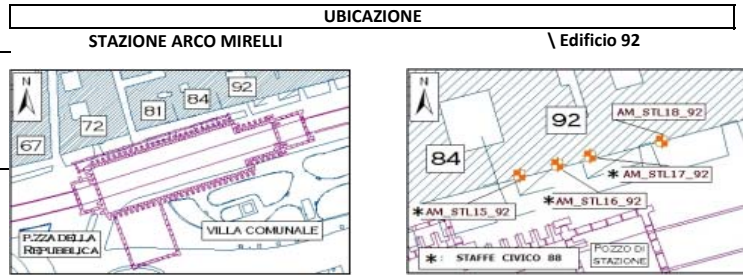 UBICAZIONE
STAZIONE ARCO MIRELLI
\ Edificio 92
N
67
72
81
84
92
P.ZZA DELLA
REPUBBLICA
VILLA COMUNALE
N
84
92
AM_STL18_92
* AM_STL17_92
*AM_STL16_92
*AM_STL15_92
POZZO DI
STAZIONE
*: STAFFE CIVICO 88